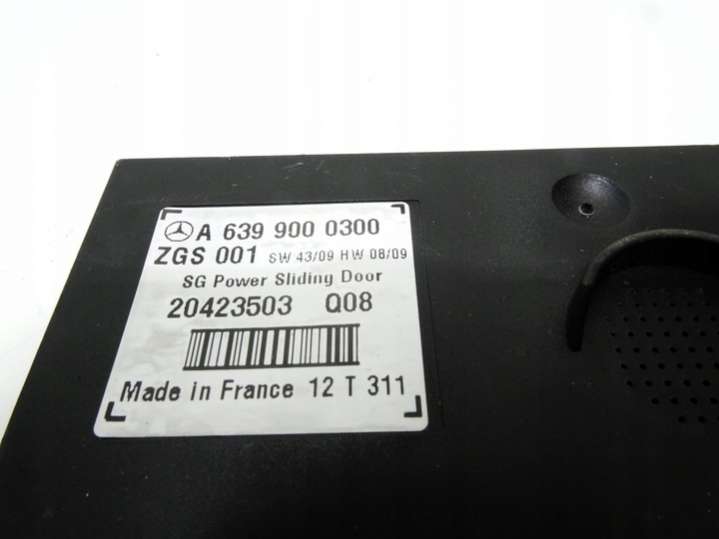 A 639 900 0300
ZGS 001 SW 43/09 HW 08/09
SG Power Sliding Door
20423503 Q08
Made in France 12 T 311